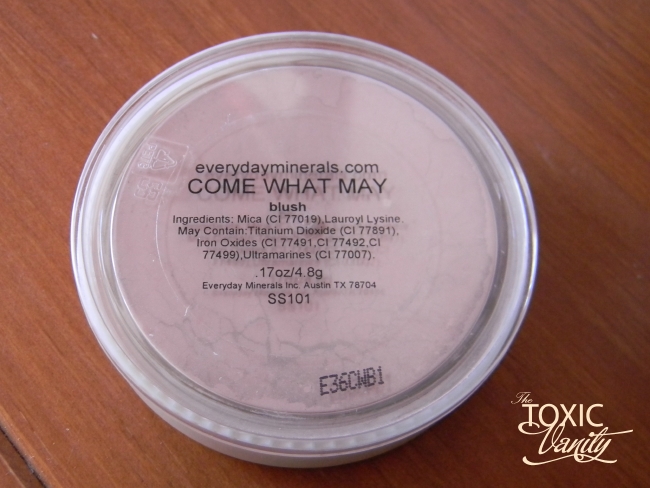 everydayminerals.com
COME WHAT MAY
blush
Ingredients: Mica (CI 77019),Lauroyl Lysine.
May Contain:Titanium Dioxide (CI 77891),
Iron Oxides (CI 77491,CI 77492,CI
77499),Ultramarines (CI 77007).
.17oz/4.8g
Everyday Minerals Inc. Austin TX 78704
SS101
E36CWB1
The
TOXIC
Vanity